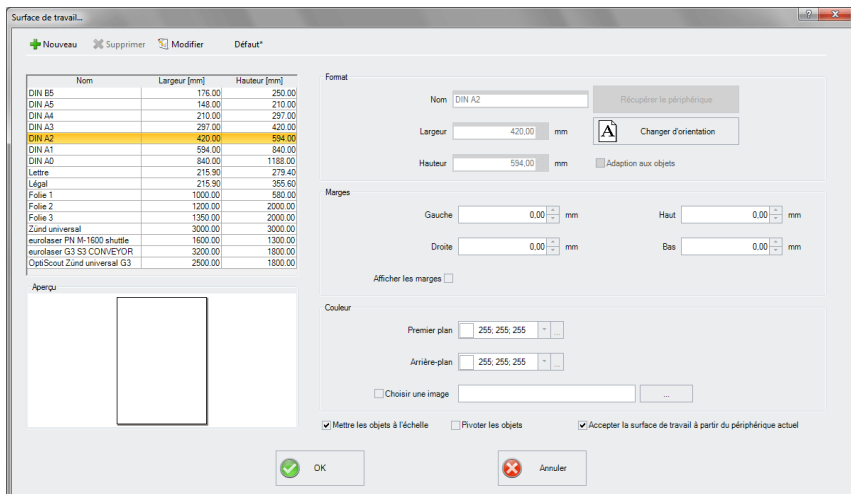 Surface de travail...
Nouveau Supprimer Modifier Défaut*
Nom Largeur [mm] Hauteur [mm]
DIN B5 176.00 250.00
DIN A5 148.00 210.00
DIN A4 210.00 297.00
DIN A3 297.00 420.00
DIN A2 420.00 594.00
DIN A1 594.00 840.00
DIN A0 840.00 1188.00
Lettre 215.90 279.40
Légal 215.90 355.60
Folie 1 1000.00 580.00
Folie 2 1200.00 2000.00
Folie 3 1350.00 2000.00
Zünd universal 3000.00 3000.00
eurolaser PN M-1600 shuttle 1600.00 1300.00
eurolaser G3 S3 CONVEYOR 3200.00 1800.00
OptiScout Zünd universal G3 2500.00 1800.00
Aperçu
Format
Nom DIN A2 Récupérer le périphérique
Largeur 420,00 mm A Changer d'orientation
Hauteur 594,00 mm Adaption aux objets
Marges
Gauche 0,00 mm Haut 0,00 mm
Droite 0,00 mm Bas 0,00 mm
Afficher les marges
Couleur
Premier plan 255; 255; 255 ...
Arrière-plan 255; 255; 255 ...
Choisir une image ...
Mettre les objets à l'échelle Pivoter les objets Accepter la surface de travail à partir du périphérique actuel
OK Annuler